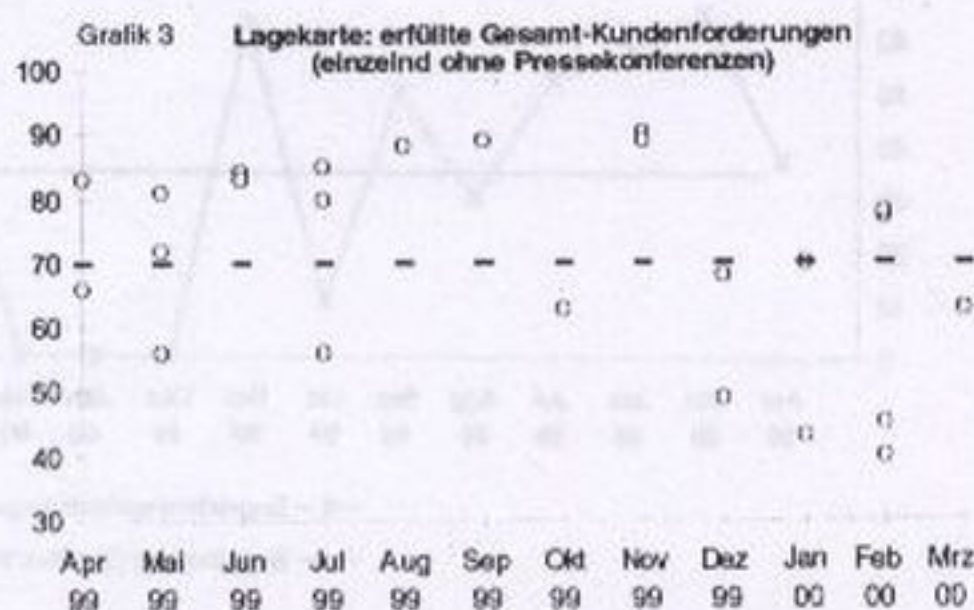 Grafik 3
Lagekarte: erfüllte Gesamt-Kundenforderungen
(einzelnd ohne Pressekonferenzen)
100
90
80
70
60
50
40
30
Apr Mai Jun Jul Aug Sep Okt Nov Dez Jan Feb Mrz
99 99 99 99 99 99 99 99 99 00 00 00